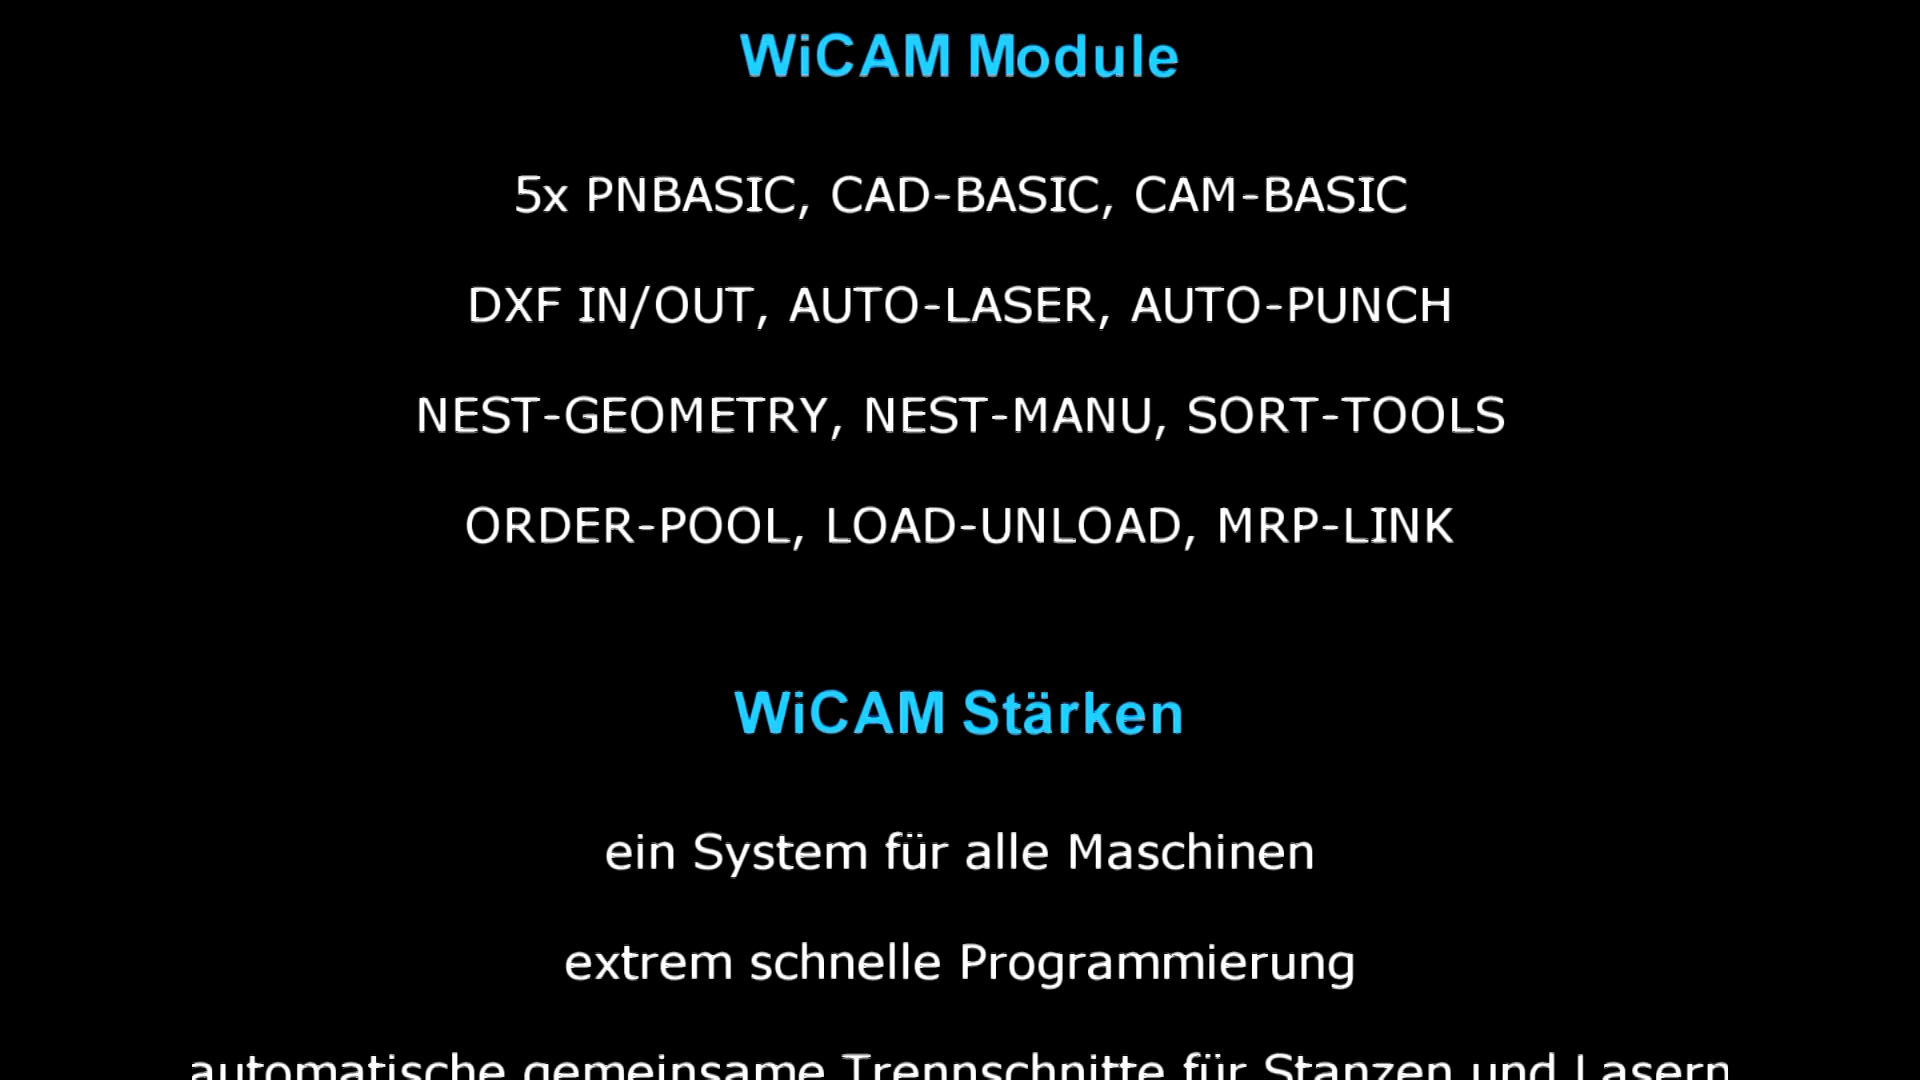 WiCAM Module
5x PNBASIC, CAD-BASIC, CAM-BASIC
DXF IN/OUT, AUTO-LASER, AUTO-PUNCH
NEST-GEOMETRY, NEST-MANU, SORT-TOOLS
ORDER-POOL, LOAD-UNLOAD, MRP-LINK
WiCAM Stärken
ein System für alle Maschinen
extrem schnelle Programmierung
automatische gemeinsame Trennschnitte für Stanzen und Lasern